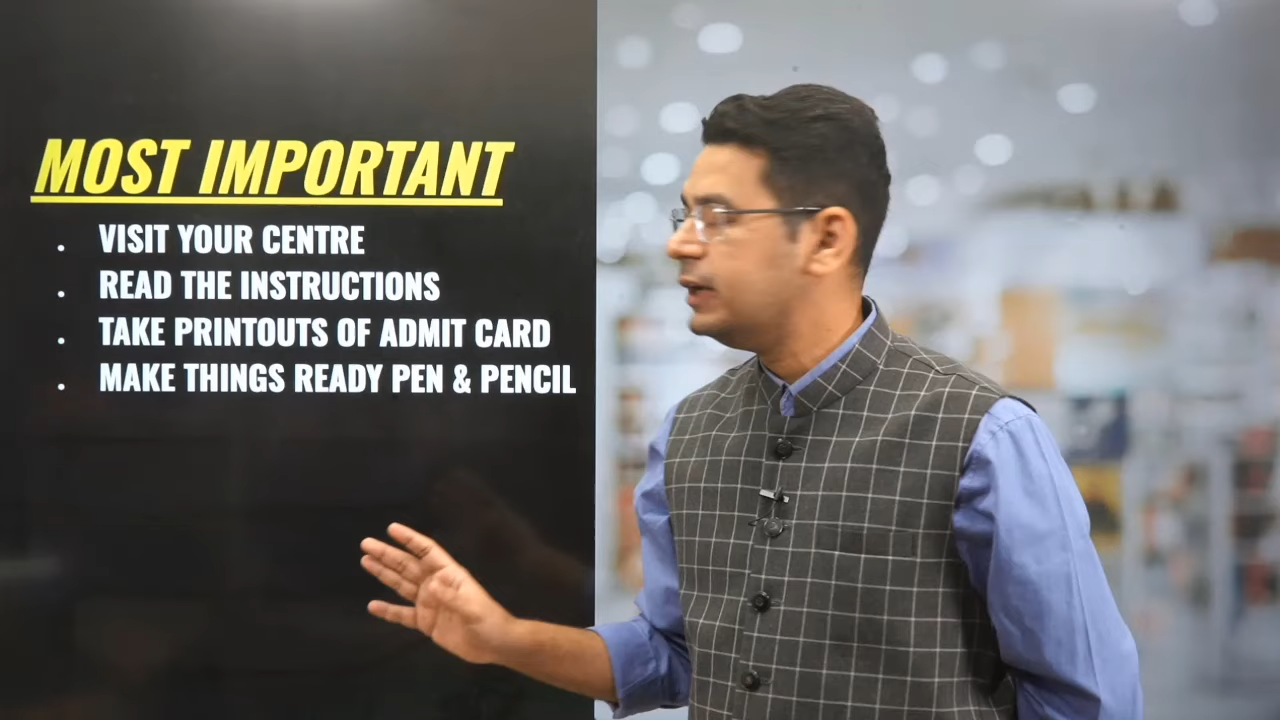 MOST IMPORTANT
. VISIT YOUR CENTRE
. READ THE INSTRUCTIONS
. TAKE PRINTOUTS OF ADMIT CARD
. MAKE THINGS READY PEN & PENCIL